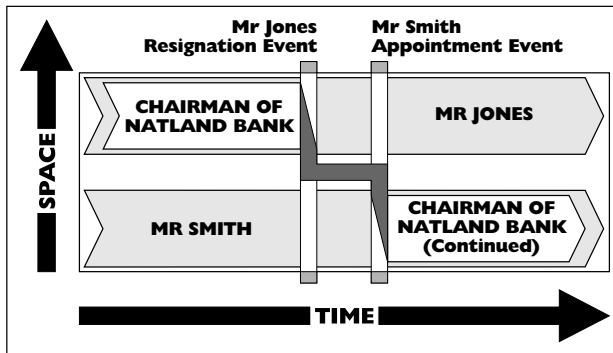 Mr Jones
Resignation Event
Mr Smith
Appointment Event
SPACE
CHAIRMAN OF
NATLAND BANK
MR JONES
MR SMITH
CHAIRMAN OF
NATLAND BANK
(Continued)
TIME